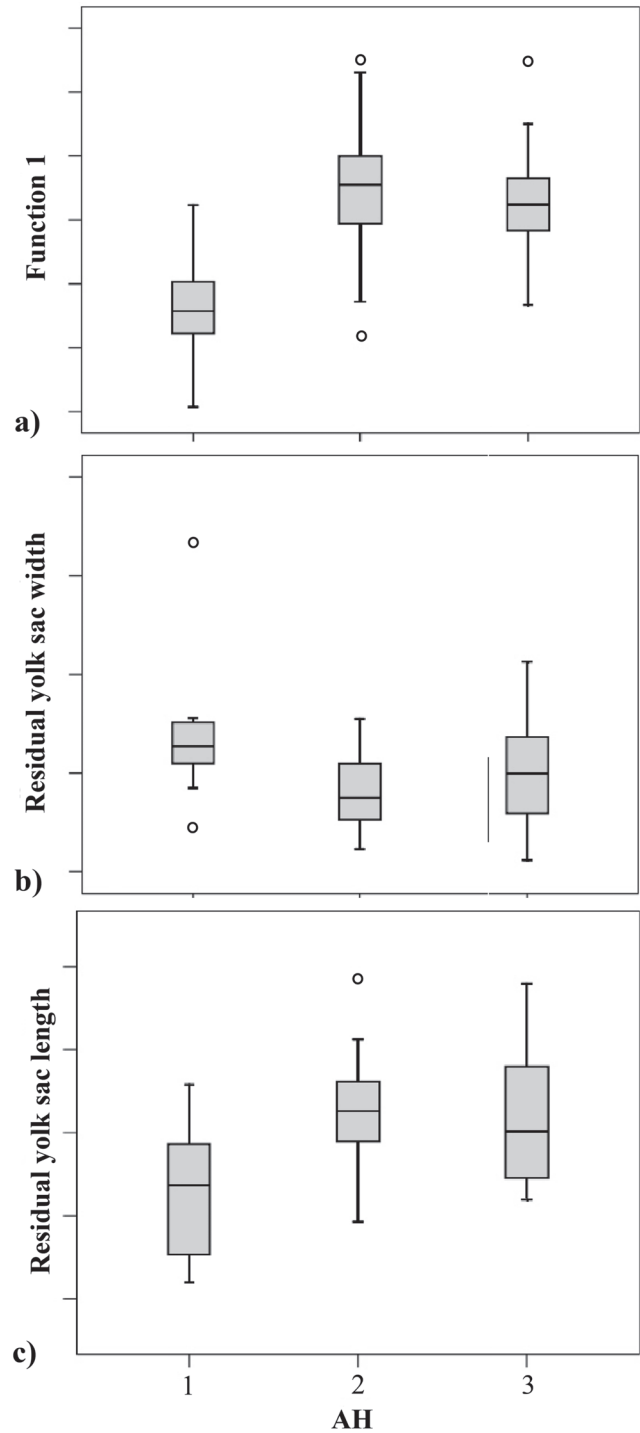 Function 1
a)
Residual yolk sac width
b)
Residual yolk sac length
c)
1 2 3
AH